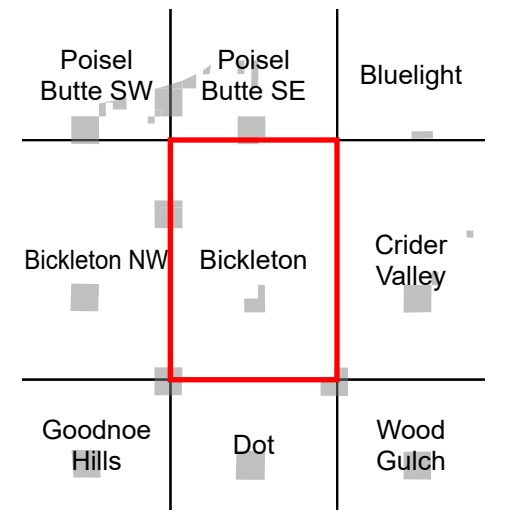 Poisel
Butte SW
Poisel
Butte SE
Bluelight
Bickleton NW
Bickleton
Crider
Valley
Goodnoe
Hills
Dot
Wood
Gulch